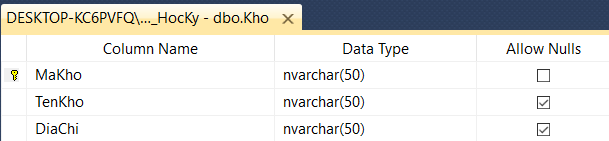 DESKTOP-KC6PVFQ\..._HocKy - dbo.Kho
Column Name Data Type Allow Nulls
MaKho nvarchar(50)
TenKho nvarchar(50)
DiaChi nvarchar(50)